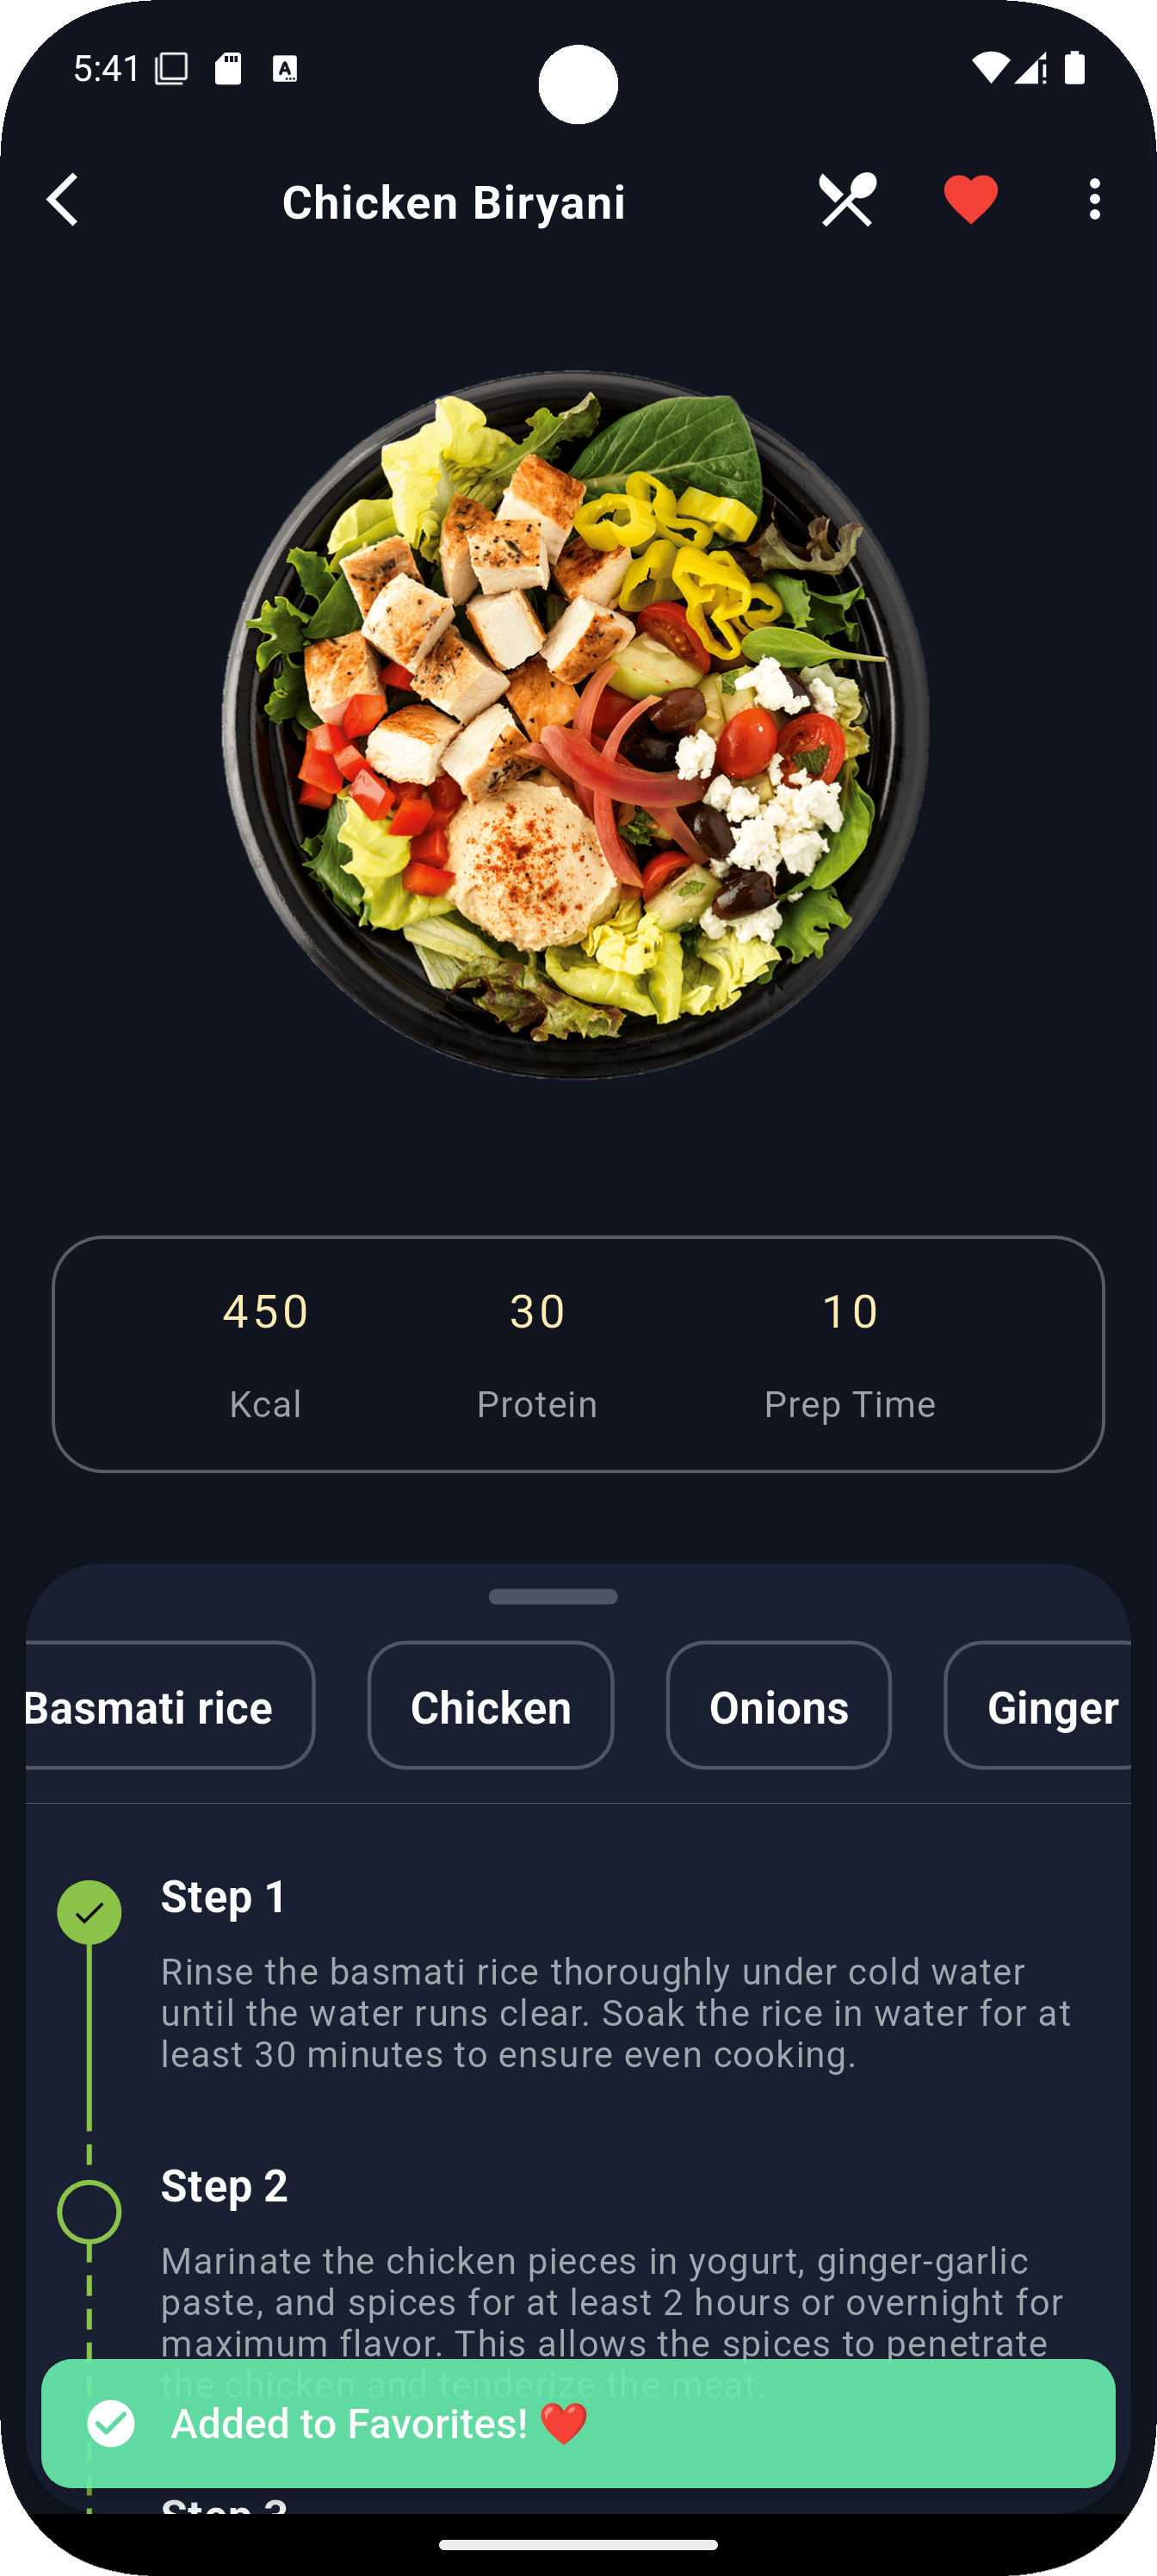 5:41
Chicken Biryani
450 30 10
Kcal Protein Prep Time
Basmati rice Chicken Onions Ginger
Step 1
Rinse the basmati rice thoroughly under cold water
until the water runs clear. Soak the rice in water for at
least 30 minutes to ensure even cooking.
Step 2
Marinate the chicken pieces in yogurt, ginger-garlic
paste, and spices for at least 2 hours or overnight for
maximum flavor. This allows the spices to penetrate
the chicken and tenderize the meat.
Added to Favorites! ❤️
Step 3